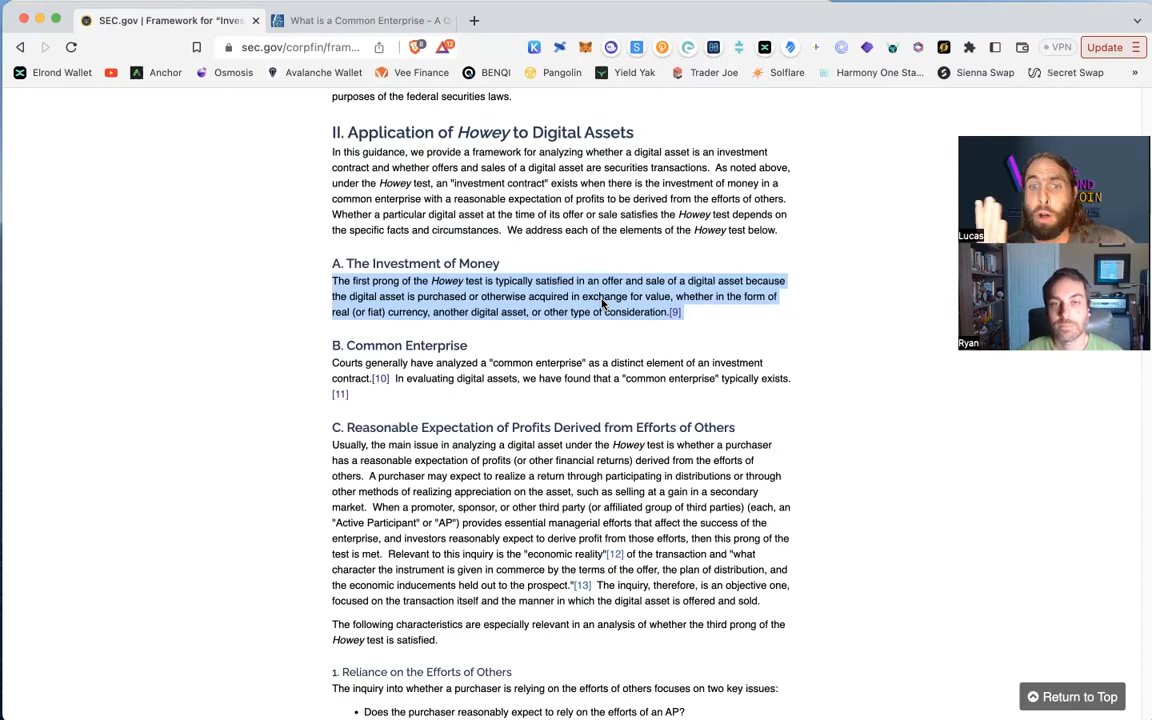 SEC.gov | Framework for "Inves
What is a Common Enterprise - A Q
sec.gov/corpfin/fram...
VPN
Update
Elrond Wallet
Anchor
Osmosis
Avalanche Wallet
Vee Finance
BENQI
Pangolin
Yield Yak
Trader Joe
Solflare
Harmony One Sta...
Sienna Swap
Secret Swap
»
purposes of the federal securities laws.
II. Application of Howey to Digital Assets
In this guidance, we provide a framework for analyzing whether a digital asset is an investment
contract and whether offers and sales of a digital asset are securities transactions.  As noted above,
under the Howey test, an "investment contract" exists when there is the investment of money in a
common enterprise with a reasonable expectation of profits to be derived from the efforts of others.
Whether a particular digital asset at the time of its offer or sale satisfies the Howey test depends on
the specific facts and circumstances.  We address each of the elements of the Howey test below.
A. The Investment of Money
The first prong of the Howey test is typically satisfied in an offer and sale of a digital asset because
the digital asset is purchased or otherwise acquired in exchange for value, whether in the form of
real (or fiat) currency, another digital asset, or other type of consideration.[9]
B. Common Enterprise
Courts generally have analyzed a "common enterprise" as a distinct element of an investment
contract.[10]  In evaluating digital assets, we have found that a "common enterprise" typically exists.
[11]
C. Reasonable Expectation of Profits Derived from Efforts of Others
Usually, the main issue in analyzing a digital asset under the Howey test is whether a purchaser
has a reasonable expectation of profits (or other financial returns) derived from the efforts of
others.  A purchaser may expect to realize a return through participating in distributions or through
other methods of realizing appreciation on the asset, such as selling at a gain in a secondary
market.  When a promoter, sponsor, or other third party (or affiliated group of third parties) (each, an
"Active Participant" or "AP") provides essential managerial efforts that affect the success of the
enterprise, and investors reasonably expect to derive profit from those efforts, then this prong of the
test is met.  Relevant to this inquiry is the "economic reality"[12] of the transaction and "what
character the instrument is given in commerce by the terms of the offer, the plan of distribution, and
the economic inducements held out to the prospect."[13]  The inquiry, therefore, is an objective one,
focused on the transaction itself and the manner in which the digital asset is offered and sold.
The following characteristics are especially relevant in an analysis of whether the third prong of the
Howey test is satisfied.
1. Reliance on the Efforts of Others
The inquiry into whether a purchaser is relying on the efforts of others focuses on two key issues:
• Does the purchaser reasonably expect to rely on the efforts of an AP?
Lucas
Ryan
Return to Top